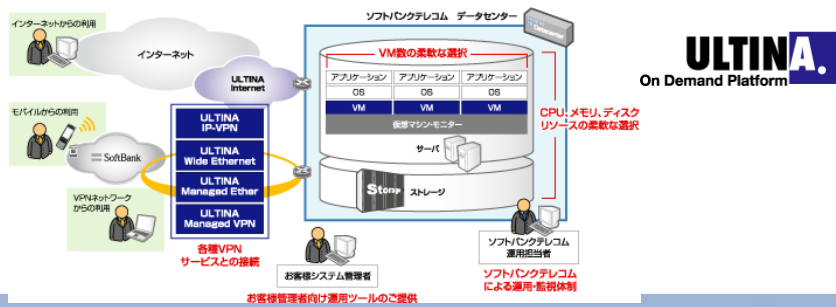 インターネットからの利用
インターネット
ULTINA
Internet
モバイルからの利用
SoftBank
VPNネットワーク
からの利用
ULTINA
IP-VPN
ULTINA
Wide Ethernet
ULTINA
Managed Ether
ULTINA
Managed VPN
各種VPN
サービスとの接続
ソフトバンクテレコム データセンター
VM数の柔軟な選択
アプリケーション アプリケーション アプリケーション
OS OS OS
VM VM VM
仮想マシン・モニター
サーバ
ストレージ
CPU、メモリ、ディスク
リソースの柔軟な選択
お客様システム管理者
お客様管理者向け運用ツールのご提供
ソフトバンクテレコム
運用担当者
ソフトバンクテレコム
による運用・監視体制
ULTINA.
On Demand Platform